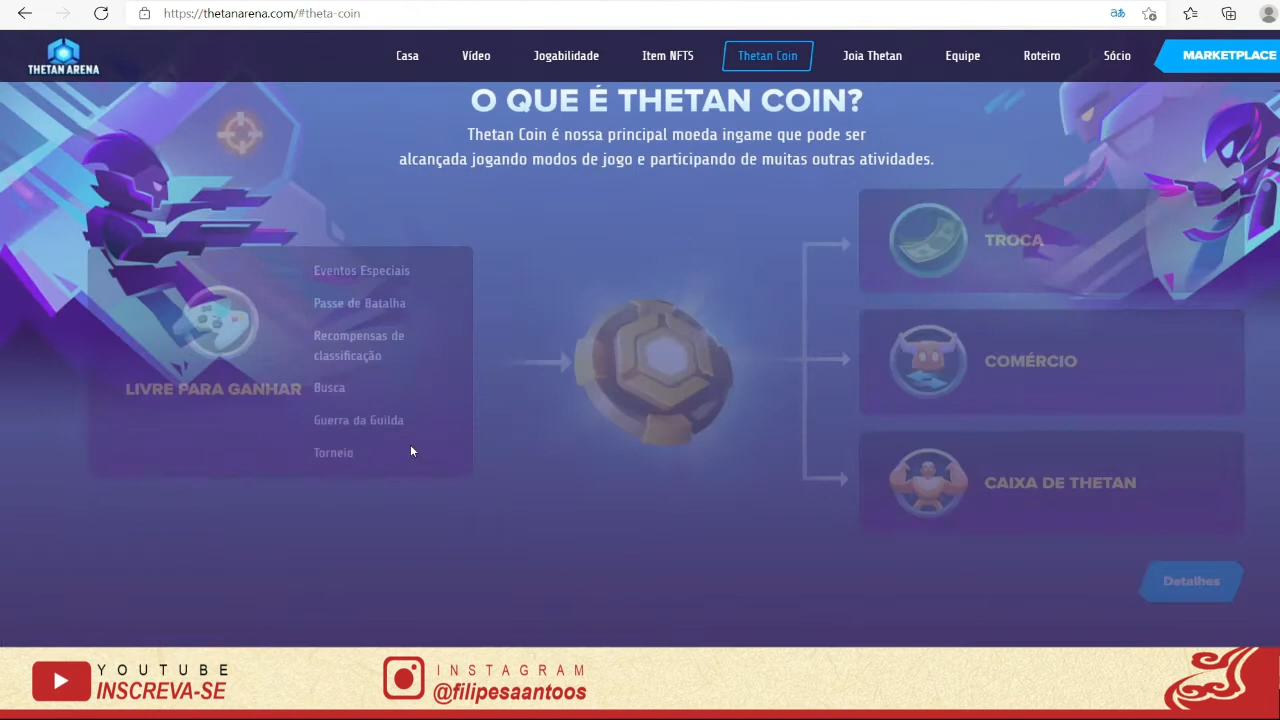 https://thetanarena.com/#theta-coin
aあ
THETAN ARENA
Casa
Vídeo
Jogabilidade
Item NFTS
Thetan Coin
Joia Thetan
Equipe
Roteiro
Sócio
MARKETPLACE
O QUE É THETAN COIN?
Thetan Coin é nossa principal moeda ingame que pode ser
alcançada jogando modos de jogo e participando de muitas outras atividades.
LIVRE PARA GANHAR
Eventos Especiais
Passe de Batalha
Recompensas de
classificação
Busca
Guerra da Guilda
Torneio
TROCA
COMÉRCIO
CAIXA DE THETAN
Detalhes
YOUTUBE
INSCREVA-SE
INSTAGRAM
@filipesaantoos